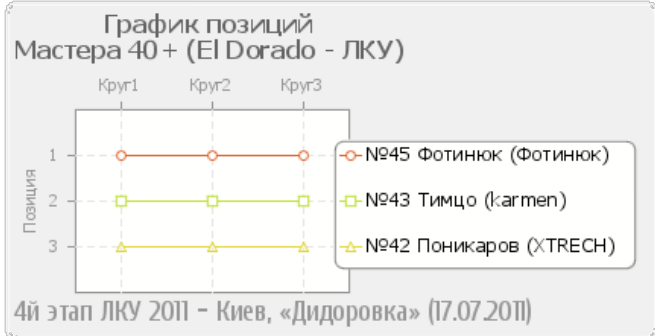 График позиций
Мастера 40+ (El Dorado - ЛКУ)
Круг1 Круг2 Круг3
Позиция
1
2
3
№45 Фотинюк (Фотинюк)
№43 Тимцо (karmen)
№42 Поникаров (XTRECH)
4й этап ЛКУ 2011 - Киев, «Дидоровка» (17.07.2011)